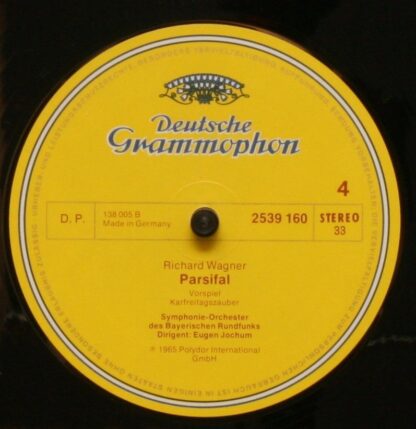 Deutsche
Grammophon
4
D. P.
138 005 B
Made in Germany
2539 160
STEREO
33
Richard Wagner
Parsifal
Vorspiel
Karfreitagszauber
Symphonie-Orchester
des Bayerischen Rundfunks
Dirigent: Eugen Jochum
℗ 1965 Polydor International
GmbH